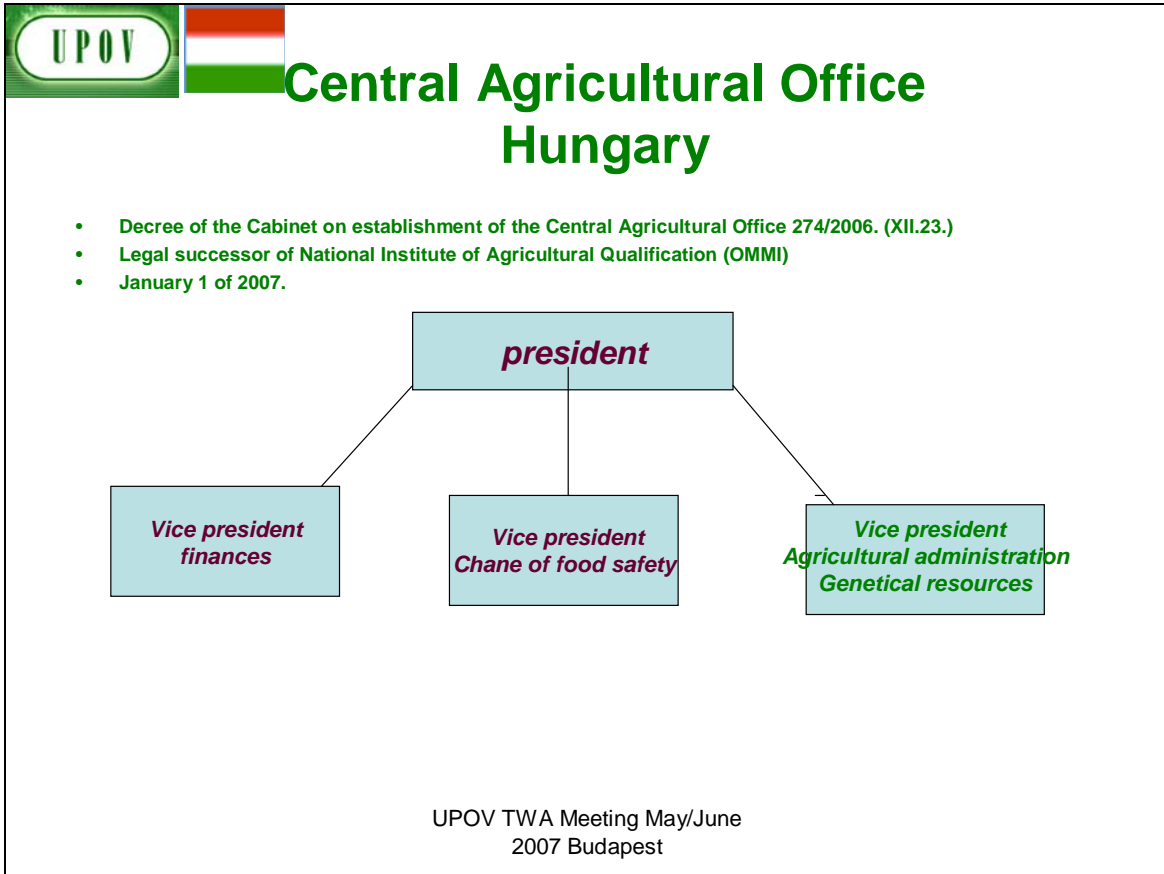 UPOV
Central Agricultural Office
Hungary
• Decree of the Cabinet on establishment of the Central Agricultural Office 274/2006. (XII.23.)
• Legal successor of National Institute of Agricultural Qualification (OMMI)
• January 1 of 2007.
president
Vice president
finances
Vice president
Chane of food safety
Vice president
Agricultural administration
Genetical resources
UPOV TWA Meeting May/June
2007 Budapest